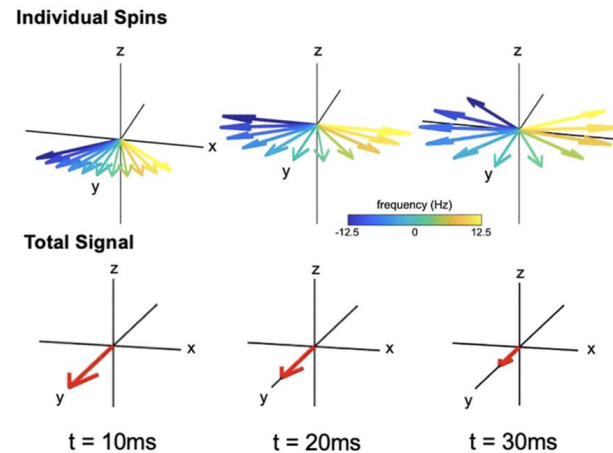 Individual Spins
z
z
z
x
y
y
y
frequency (Hz)
-12.5 0 12.5
Total Signal
z
z
z
x
x
x
y
y
y
t = 10ms
t = 20ms
t = 30ms